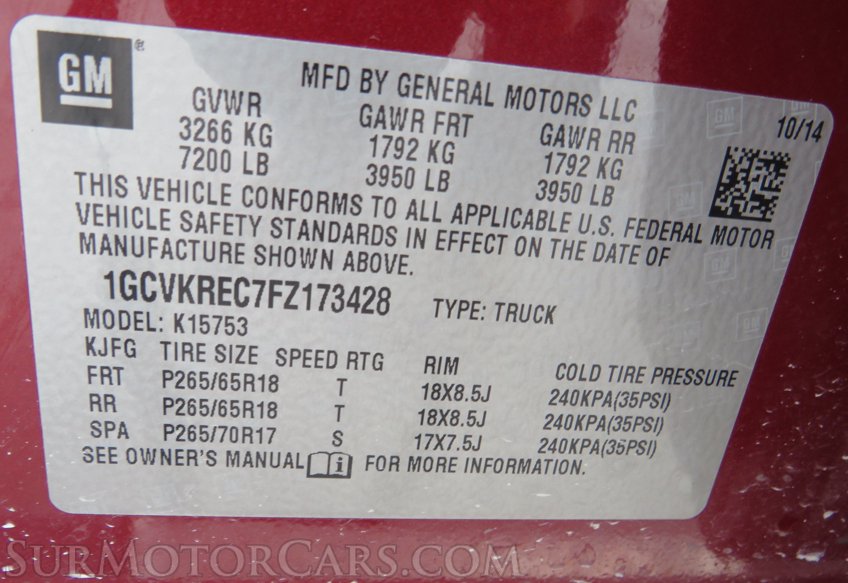 GM
MFD BY GENERAL MOTORS LLC
10/14
GVWR GAWR FRT GAWR RR
3266 KG 1792 KG 1792 KG
7200 LB 3950 LB 3950 LB
THIS VEHICLE CONFORMS TO ALL APPLICABLE U.S. FEDERAL MOTOR
VEHICLE SAFETY STANDARDS IN EFFECT ON THE DATE OF
MANUFACTURE SHOWN ABOVE.
1GCVKREC7FZ173428 TYPE: TRUCK
MODEL: K15753
KJFG TIRE SIZE SPEED RTG RIM COLD TIRE PRESSURE
FRT P265/65R18 T 18X8.5J 240KPA(35PSI)
RR P265/65R18 T 18X8.5J 240KPA(35PSI)
SPA P265/70R17 S 17X7.5J 240KPA(35PSI)
SEE OWNER'S MANUAL i FOR MORE INFORMATION.
SurMotorCars.com